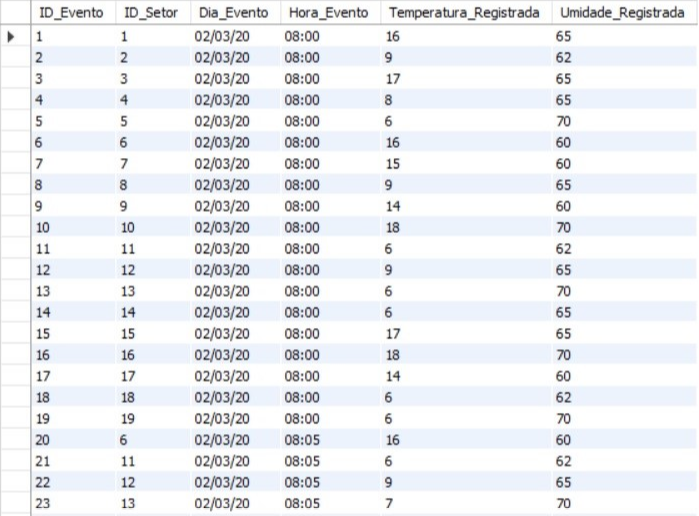 ID_Evento ID_Setor Dia_Evento Hora_Evento Temperatura_Registrada Umidade_Registrada
1 1 02/03/20 08:00 16 65
2 2 02/03/20 08:00 9 62
3 3 02/03/20 08:00 17 65
4 4 02/03/20 08:00 8 65
5 5 02/03/20 08:00 6 70
6 6 02/03/20 08:00 16 60
7 7 02/03/20 08:00 15 60
8 8 02/03/20 08:00 9 65
9 9 02/03/20 08:00 14 60
10 10 02/03/20 08:00 18 70
11 11 02/03/20 08:00 6 62
12 12 02/03/20 08:00 9 65
13 13 02/03/20 08:00 6 70
14 14 02/03/20 08:00 6 65
15 15 02/03/20 08:00 17 65
16 16 02/03/20 08:00 18 70
17 17 02/03/20 08:00 14 60
18 18 02/03/20 08:00 6 62
19 19 02/03/20 08:00 6 70
20 6 02/03/20 08:05 16 60
21 11 02/03/20 08:05 6 62
22 12 02/03/20 08:05 9 65
23 13 02/03/20 08:05 7 70